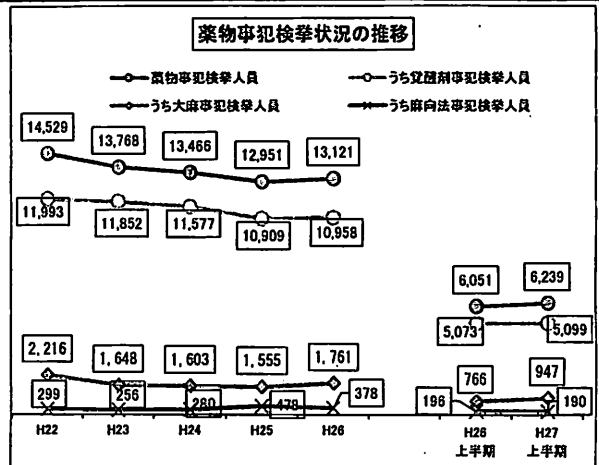 薬物事犯検挙状況の推移
薬物事犯検挙人員
うち覚醒剤事犯検挙人員
うち大麻事犯検挙人員
うち麻向法事犯検挙人員
14,529
13,768
13,466
12,951
13,121
11,993
11,852
11,577
10,909
10,958
6,051
6,239
5,073
5,099
2,216
1,648
1,603
1,555
1,761
766
947
299
256
280
478
378
196
190
H22
H23
H24
H25
H26
H26
上半期
H27
上半期